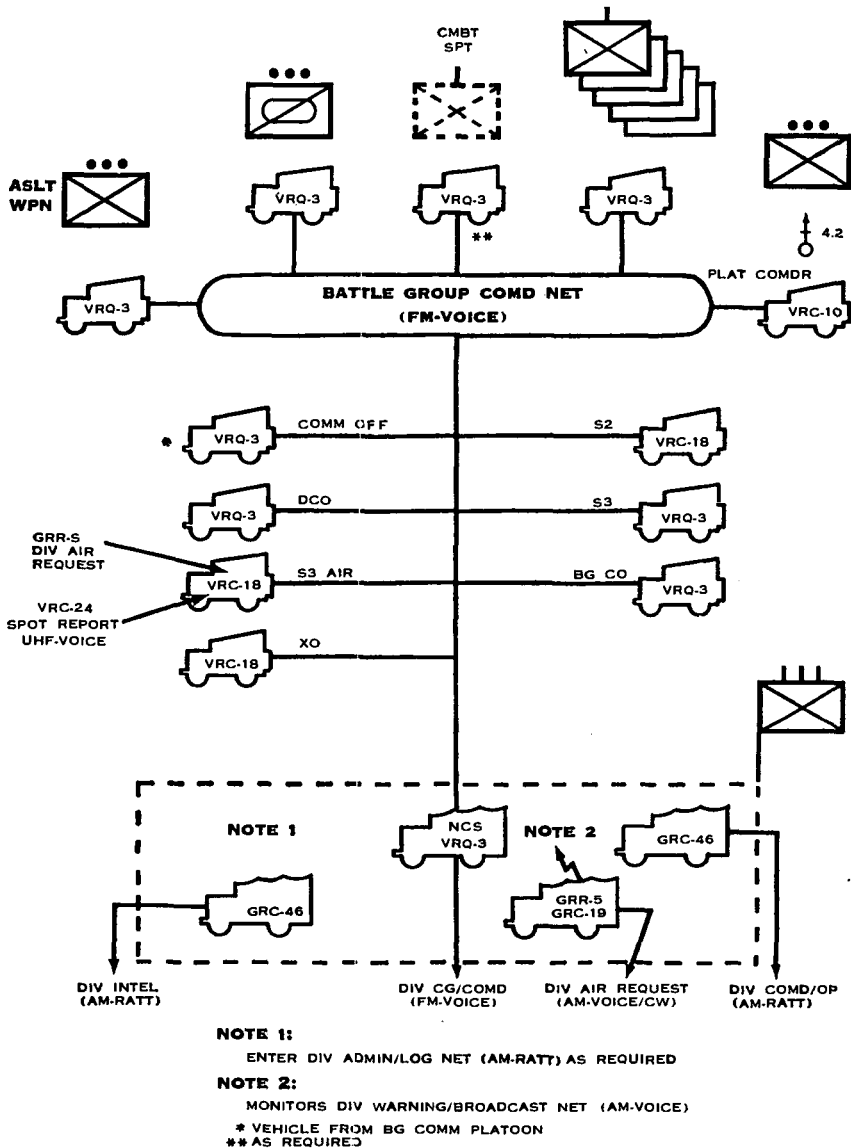 CMBT
SPT
ASLT
WPN
VRQ-3
VRQ-3
VRQ-3
4.2
PLAT COMDR
VRQ-3
BATTLE GROUP COMD NET
(FM-VOICE)
VRC-10
* VRQ-3
COMM OFF
S2
VRC-18
VRQ-3
DCO
S3
VRQ-3
**
GRR-S
DIV AIR
REQUEST
VRC-18
S3 AIR
BG CO
VRQ-3
VRC-24
SPOT REPORT
UHF-VOICE
VRC-18
XO
NOTE 1
NCS
VRQ-3
NOTE 2
GRC-46
GRC-46
GRR-5
GRC-19
DIV INTEL
(AM-RATT)
DIV CG/COMD
(FM-VOICE)
DIV AIR REQUEST
(AM-VOICE/CW)
DIV COMD/OP
(AM-RATT)
NOTE 1:
ENTER DIV ADMIN/LOG NET (AM-RATT) AS REQUIRED
NOTE 2:
MONITORS DIV WARNING/BROADCAST NET (AM-VOICE)
* VEHICLE FROM BG COMM PLATOON
** AS REQUIRED